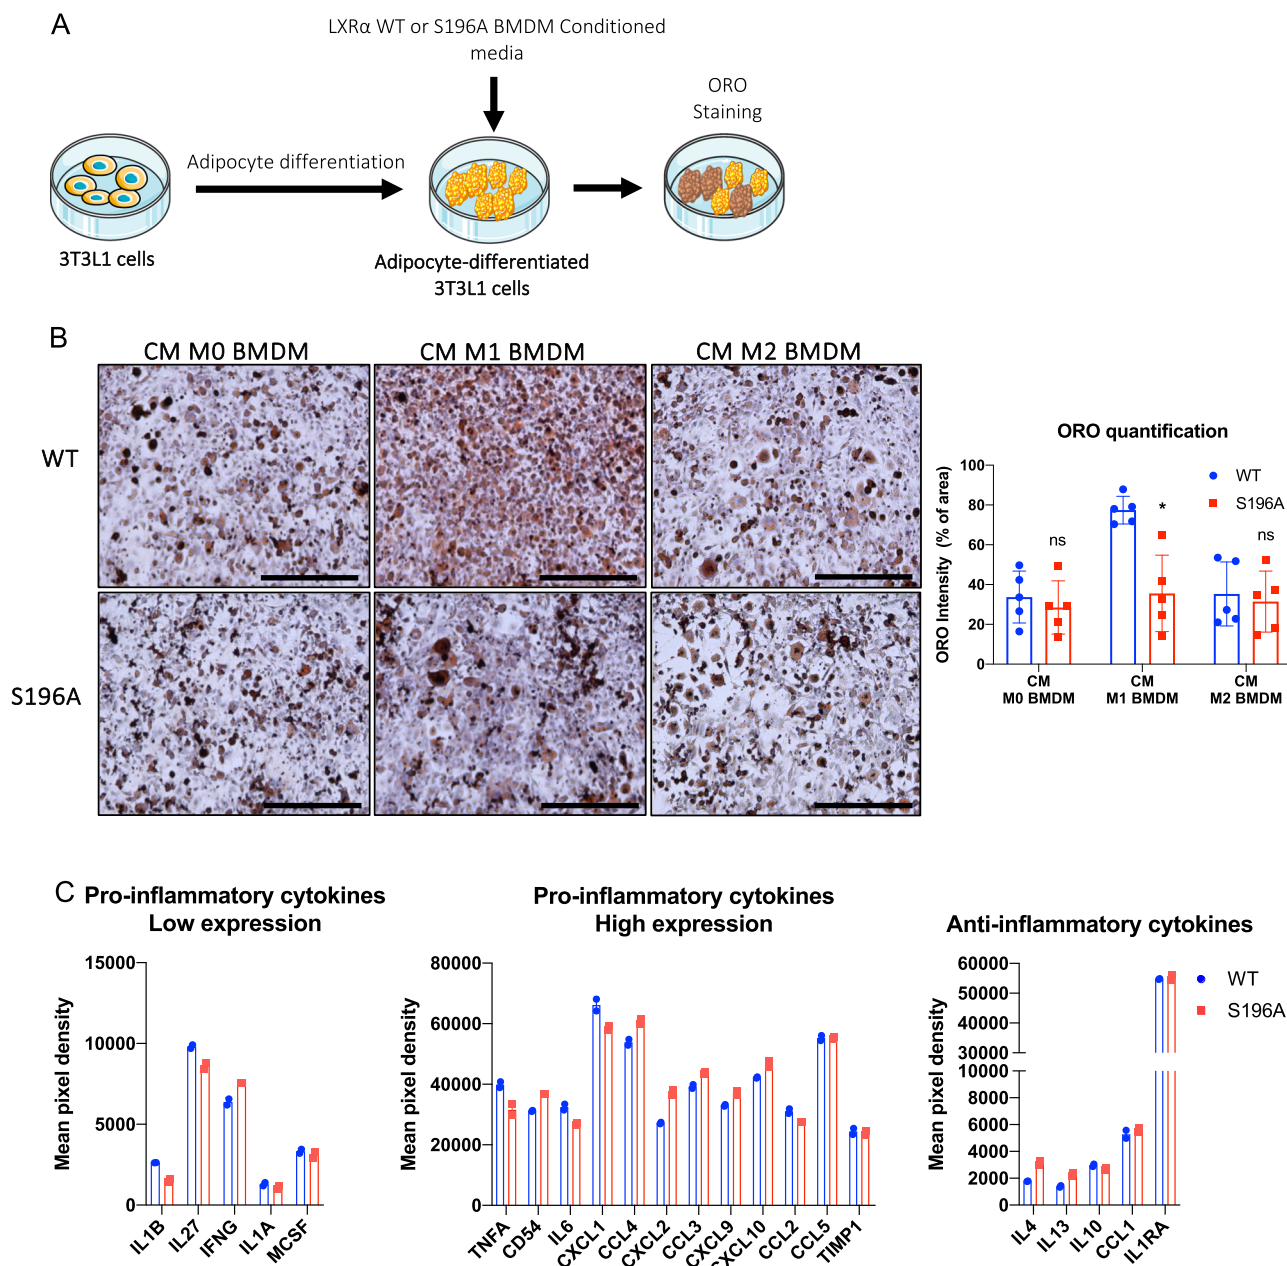 A
LXRα WT or S196A BMDM Conditioned
media
ORO
Staining
Adipocyte differentiation
3T3L1 cells
Adipocyte-differentiated
3T3L1 cells
B
CM M0 BMDM
CM M1 BMDM
CM M2 BMDM
WT
S196A
ORO quantification
ORO Intensity (% of area)
100
80
60
40
20
0
WT
S196A
ns
*
ns
CM
M0 BMDM
CM
M1 BMDM
CM
M2 BMDM
C
Pro-inflammatory cytokines
Low expression
Mean pixel density
15000
10000
5000
0
IL1B
IL27
IFNG
IL1A
MCSF
Pro-inflammatory cytokines
High expression
Mean pixel density
80000
60000
40000
20000
0
TNFA
CD54
IL6
CXCL1
CCL4
CXCL2
CCL3
CXCL9
CXCL10
CCL2
CCL5
TIMP1
Anti-inflammatory cytokines
Mean pixel density
60000
50000
40000
30000
10000
8000
6000
4000
2000
0
IL4
IL13
IL10
CCL1
IL1RA
WT
S196A